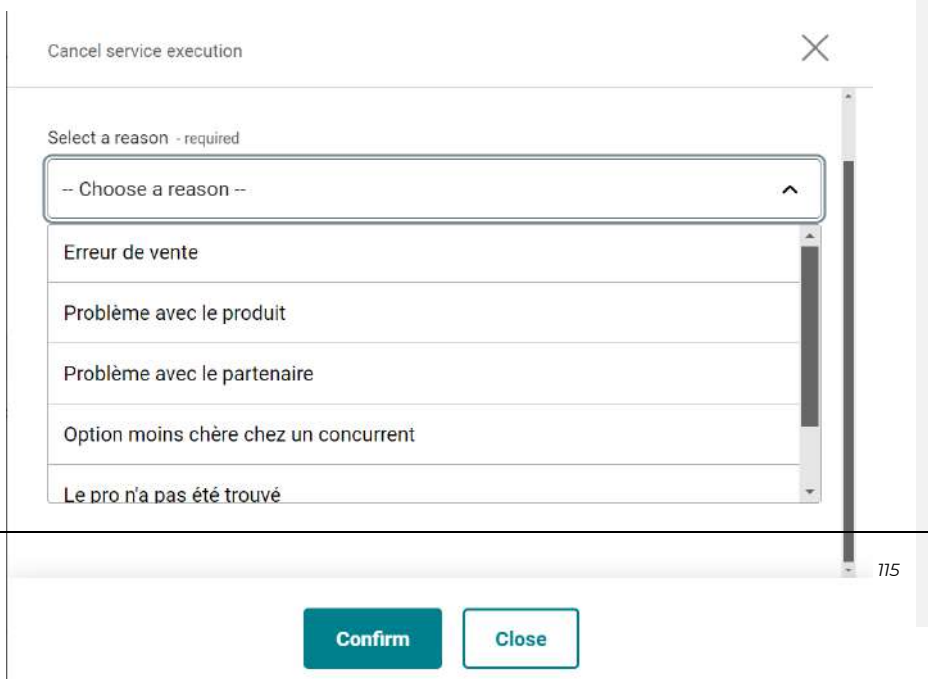 Cancel service execution
Select a reason - required
-- Choose a reason --
Erreur de vente
Problème avec le produit
Problème avec le partenaire
Option moins chère chez un concurrent
Le pro n'a pas été trouvé
115
Confirm
Close